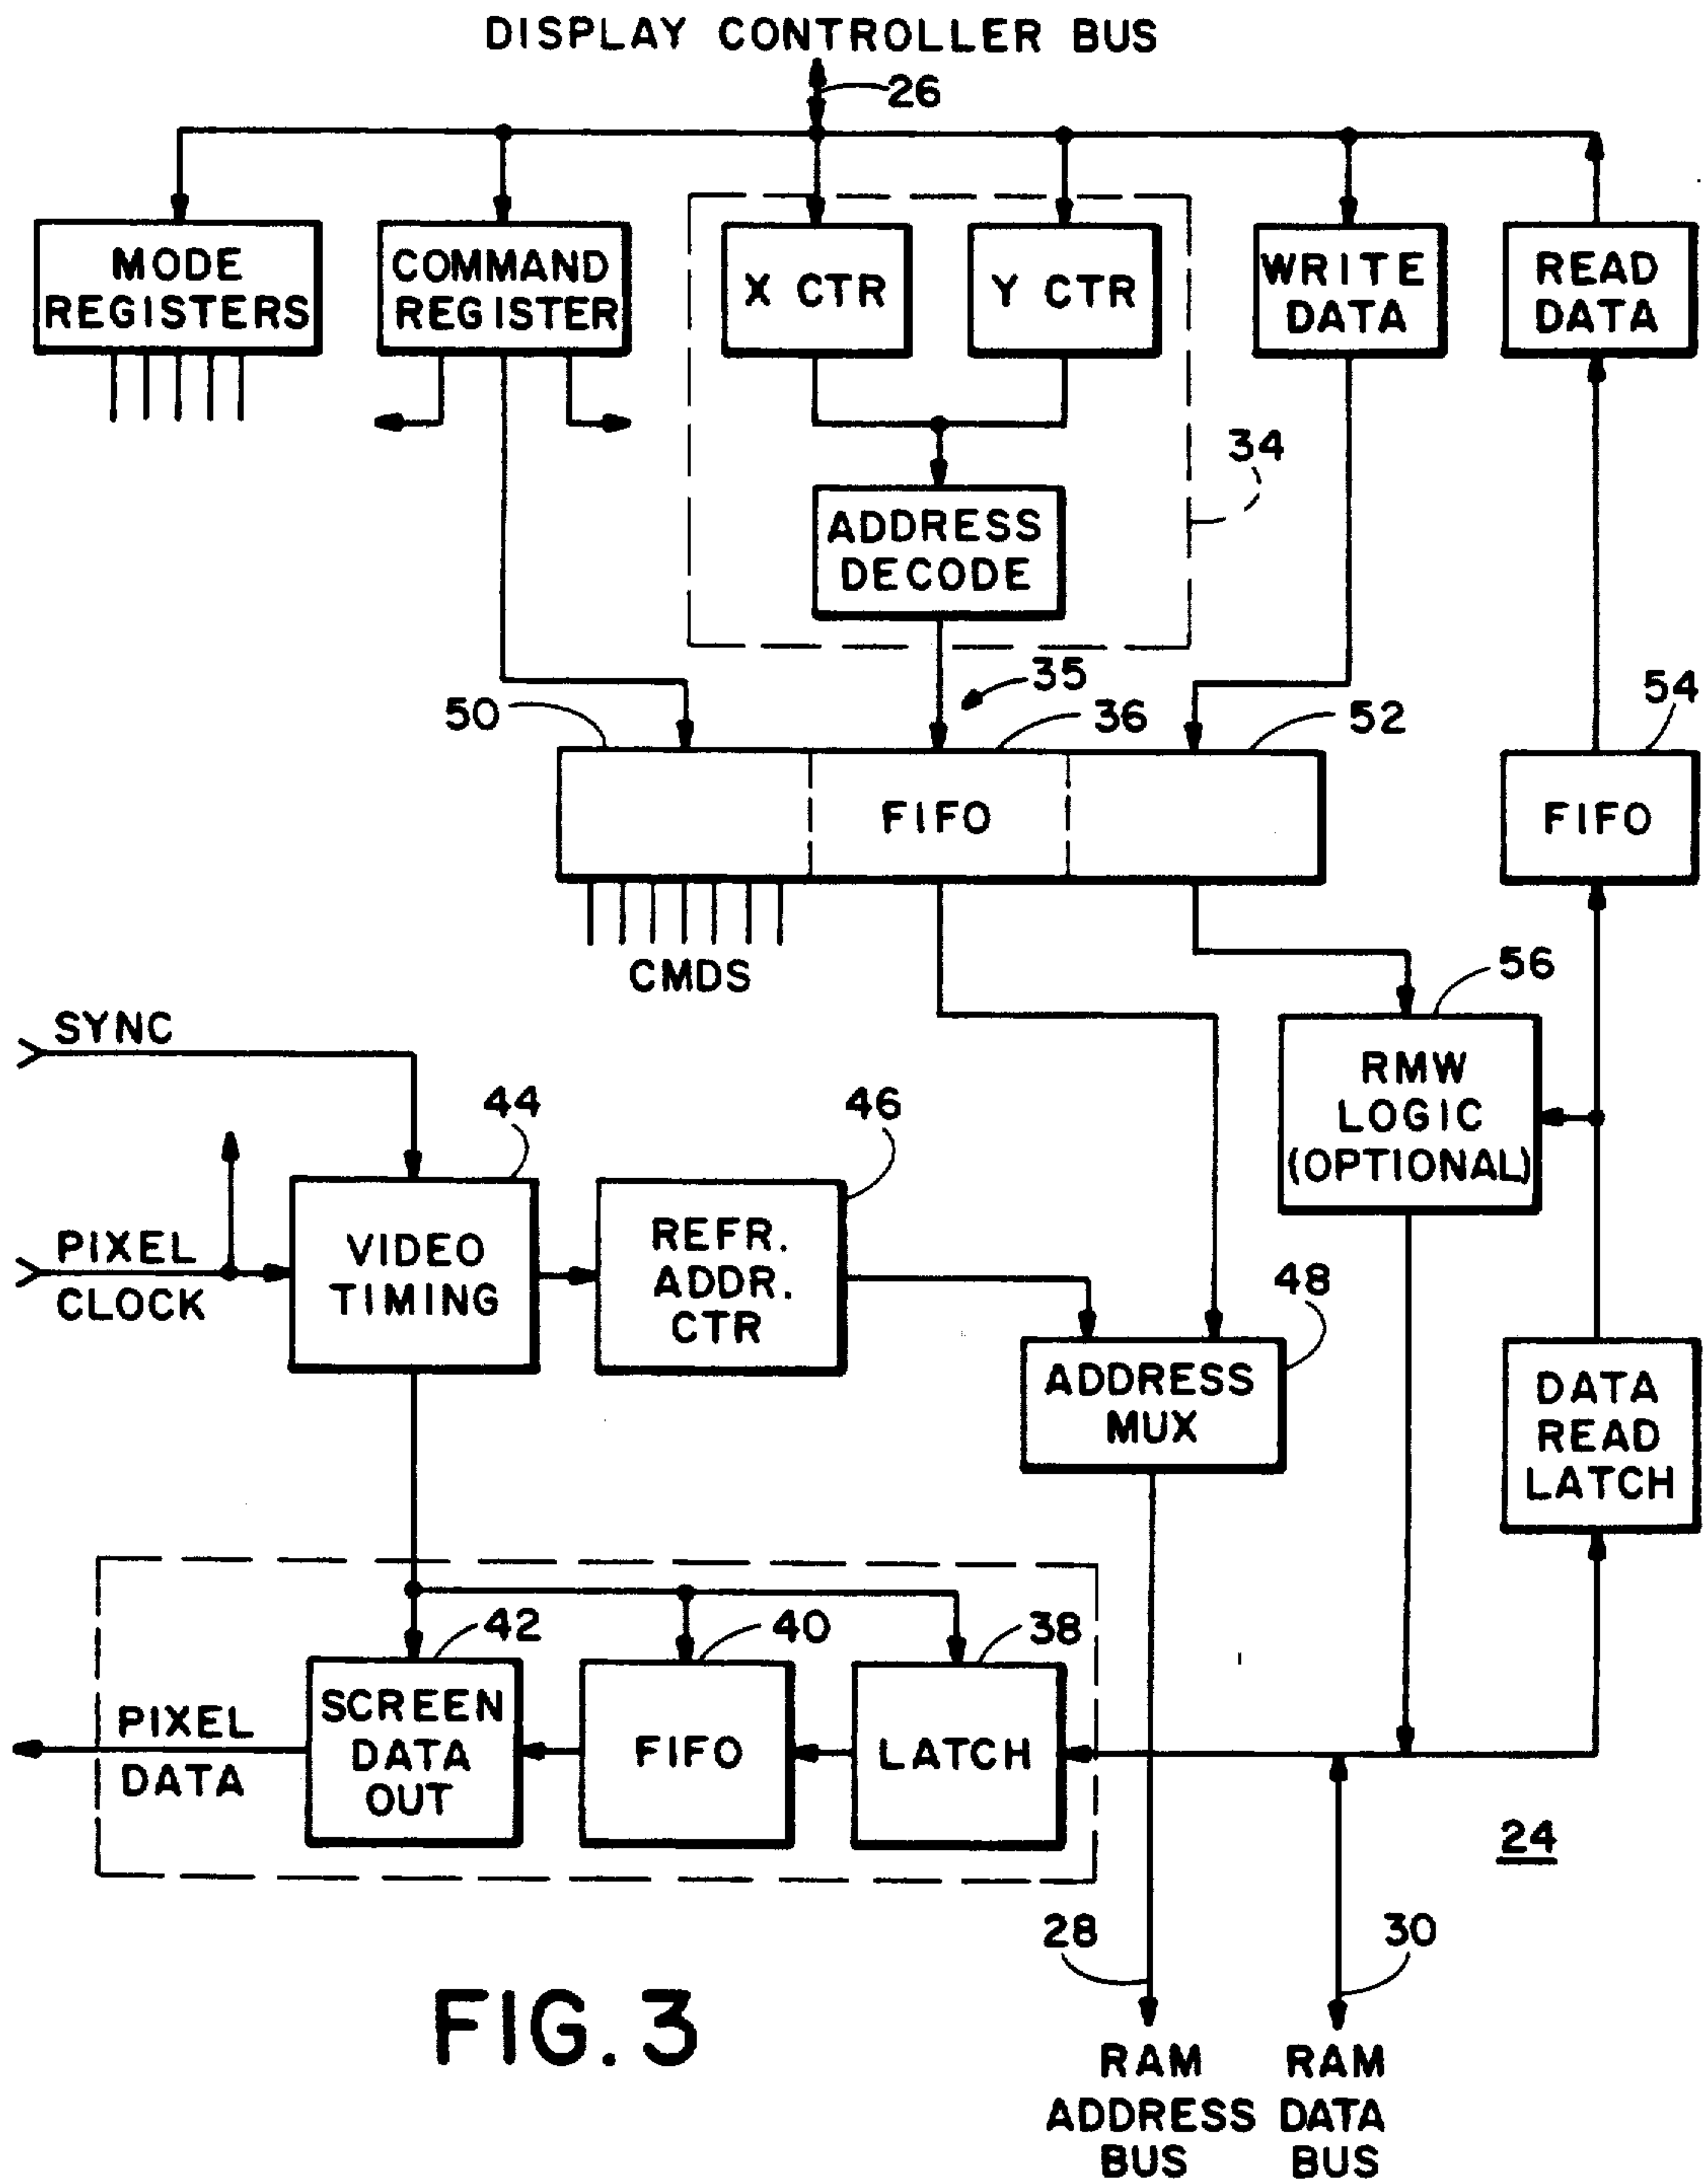 DISPLAY CONTROLLER BUS
26
MODE
REGISTERS
COMMAND
REGISTER
X CTR
Y CTR
WRITE
DATA
READ
DATA
34
ADDRESS
DECODE
35
50
36
52
54
FIFO
FIFO
CMDS
56
SYNC
RMW
LOGIC
(OPTIONAL)
44
46
PIXEL
CLOCK
VIDEO
TIMING
REFR.
ADDR.
CTR
48
ADDRESS
MUX
DATA
READ
LATCH
42
40
38
PIXEL
DATA
SCREEN
DATA
OUT
FIFO
LATCH
24
28
30
FIG. 3
RAM
ADDRESS
BUS
RAM
DATA
BUS